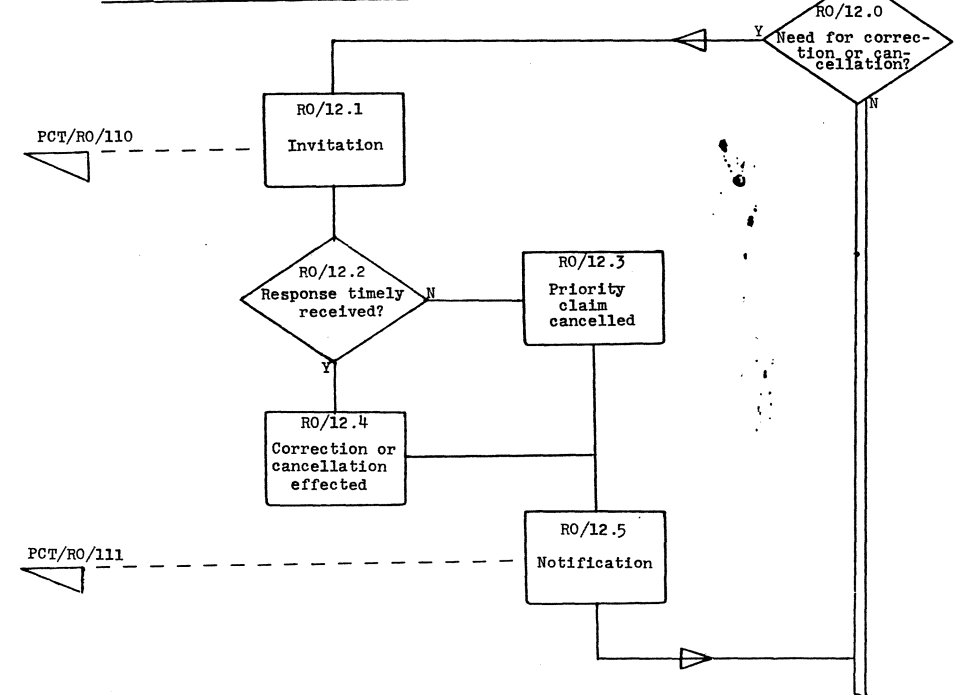 RO/12.0
Y
Need for correc-
tion or can-
cellation?
N
RO/12.1
Invitation
PCT/RO/110
RO/12.2
Response timely
received?
N
Y
RO/12.3
Priority
claim
cancelled
RO/12.4
Correction or
cancellation
effected
RO/12.5
Notification
PCT/RO/111